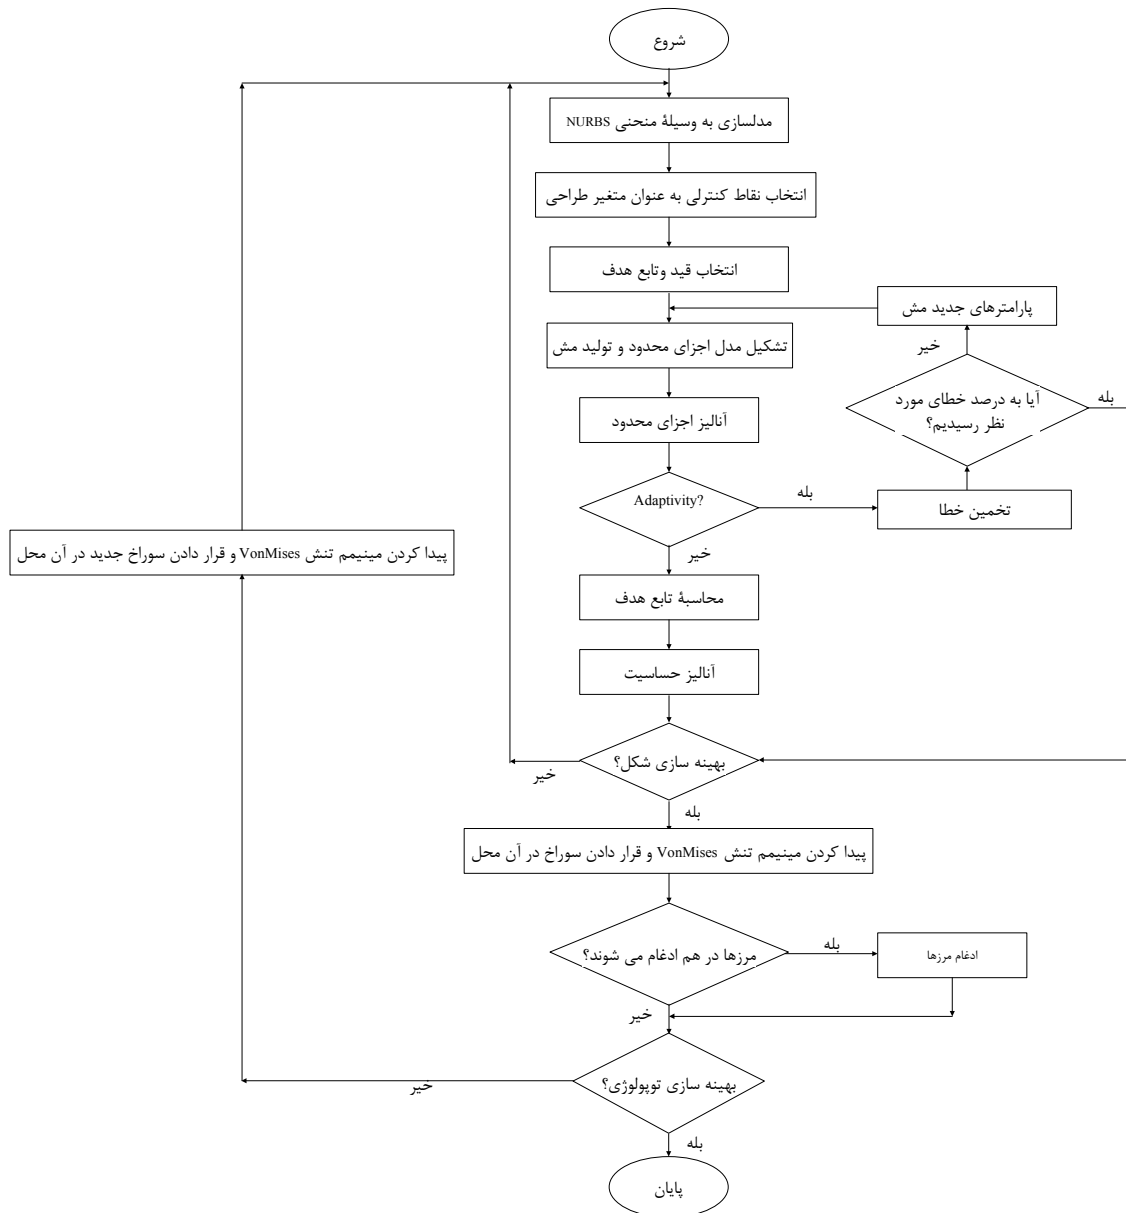 شروع
مدلسازی به وسیلۀ منحنی NURBS
انتخاب نقاط کنترلی به عنوان متغیر طراحی
انتخاب قید وتابع هدف
پارامترهای جدید مش
تشکیل مدل اجزای محدود و تولید مش
خیر
آیا به درصد خطای مورد
نظر رسیدیم؟
بله
آنالیز اجزای محدود
Adaptivity?
بله
تخمین خطا
خیر
پیدا کردن مینیمم تنش VonMises و قرار دادن سوراخ جدید در آن محل
محاسبۀ تابع هدف
آنالیز حساسیت
بهینه سازی شکل؟
خیر
بله
پیدا کردن مینیمم تنش VonMises و قرار دادن سوراخ در آن محل
مرزها در هم ادغام می شوند؟
بله
ادغام مرزها
خیر
بهینه سازی توپولوژی؟
خیر
بله
پایان